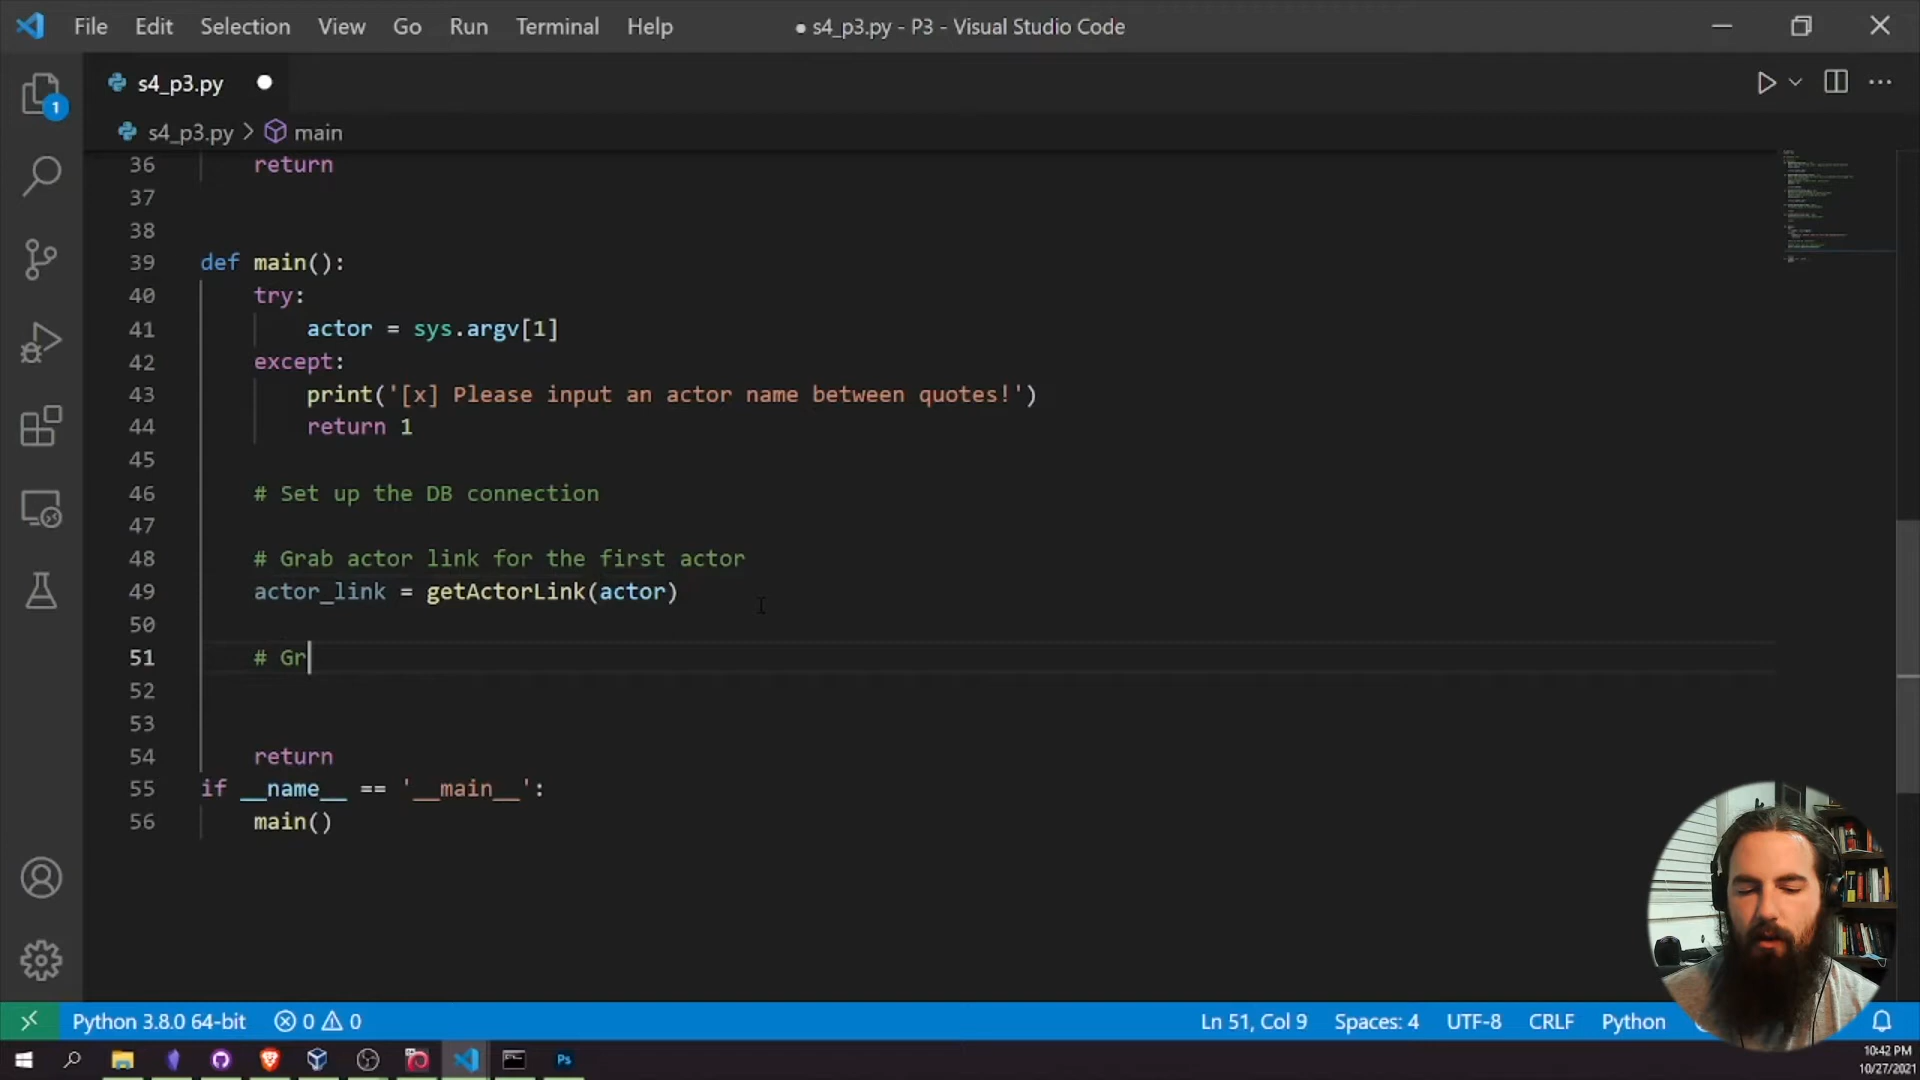 File Edit Selection View Go Run Terminal Help ● s4_p3.py - P3 - Visual Studio Code
s4_p3.py
1
s4_p3.py > main
36 return
37
38
39 def main():
40 try:
41 actor = sys.argv[1]
42 except:
43 print('[x] Please input an actor name between quotes!')
44 return 1
45
46 # Set up the DB connection
47
48 # Grab actor link for the first actor
49 actor_link = getActorLink(actor)
50
51 # Gr
52
53
54 return
55 if __name__ == '__main__':
56 main()
Python 3.8.0 64-bit 0 0 Ln 51, Col 9 Spaces: 4 UTF-8 CRLF Python
Ps
10:42 PM
10/27/2021